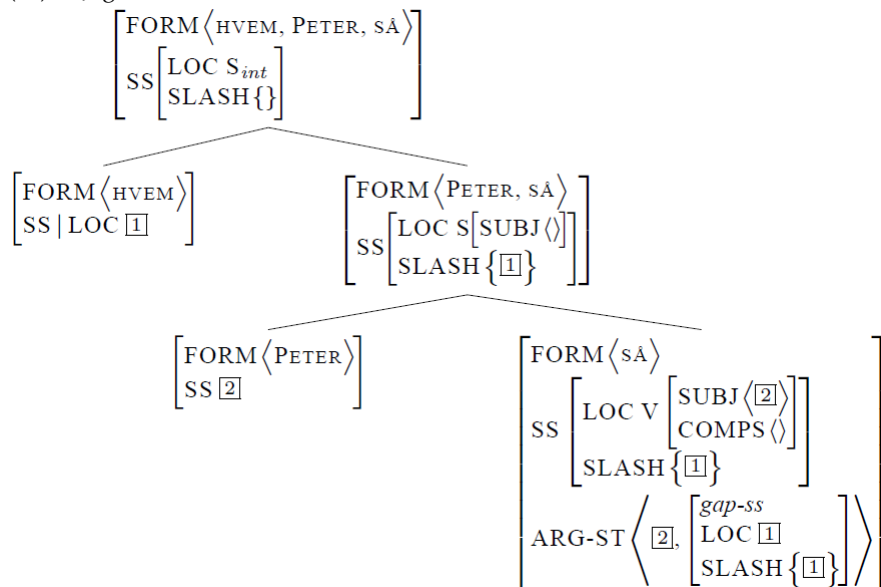 FORM⟨HVEM, PETER, SÅ⟩
SS[LOC S_int
SLASH{}]
FORM⟨HVEM⟩
SS | LOC 1
FORM⟨PETER, SÅ⟩
SS[LOC S[SUBJ⟨⟩]
SLASH{1}]
FORM⟨PETER⟩
SS 2
FORM⟨SÅ⟩
SS [LOC V [SUBJ⟨2⟩
COMPS⟨⟩]
SLASH{1}]
ARG-ST⟨2, [gap-ss
LOC 1
SLASH{1}]⟩